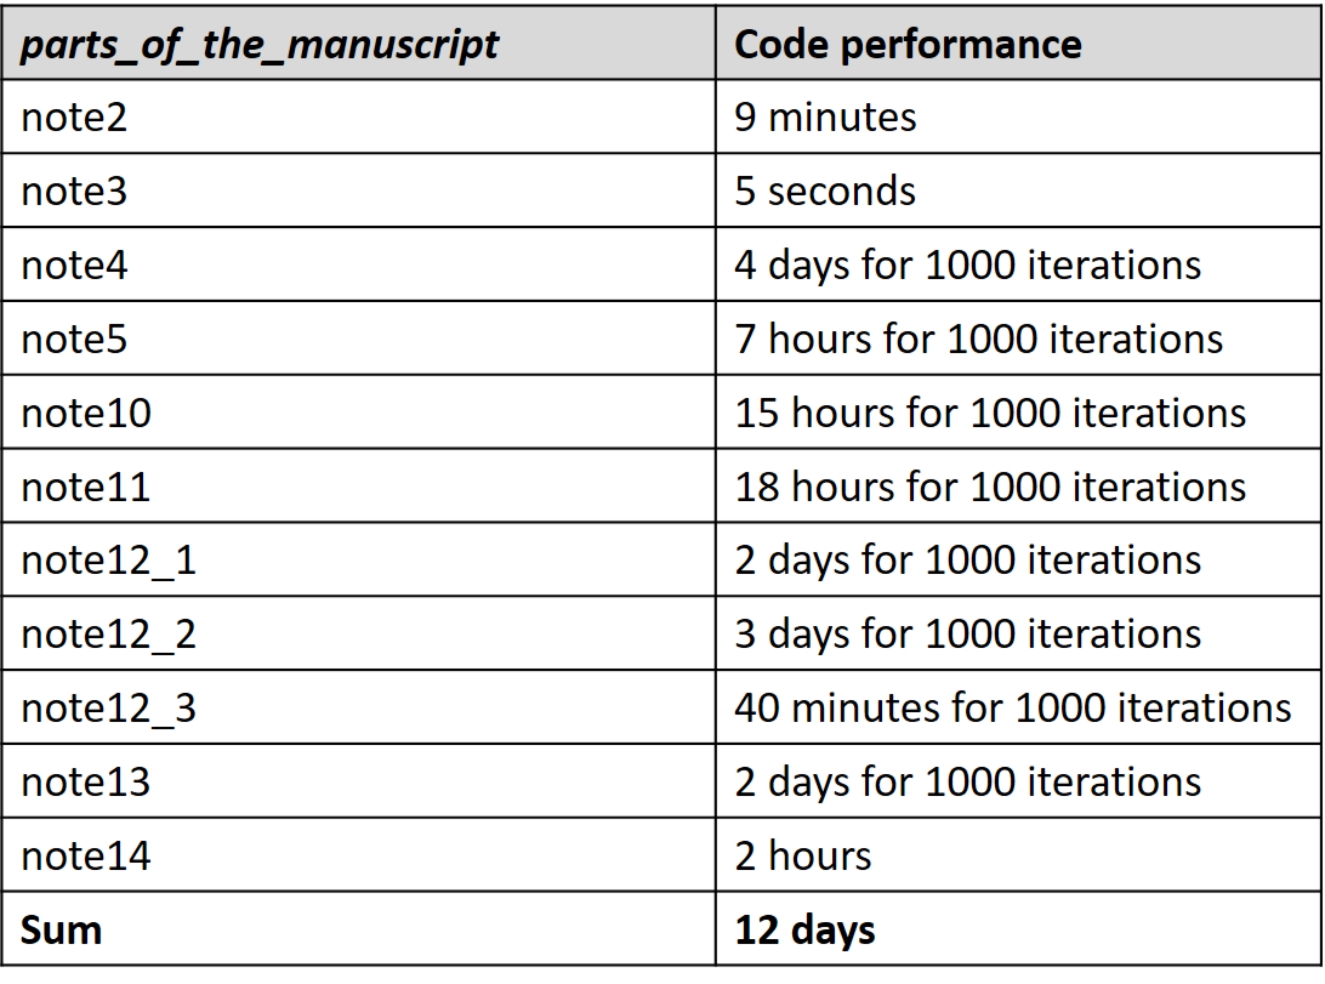 parts_of_the_manuscript Code performance
note2 9 minutes
note3 5 seconds
note4 4 days for 1000 iterations
note5 7 hours for 1000 iterations
note10 15 hours for 1000 iterations
note11 18 hours for 1000 iterations
note12_1 2 days for 1000 iterations
note12_2 3 days for 1000 iterations
note12_3 40 minutes for 1000 iterations
note13 2 days for 1000 iterations
note14 2 hours
Sum 12 days